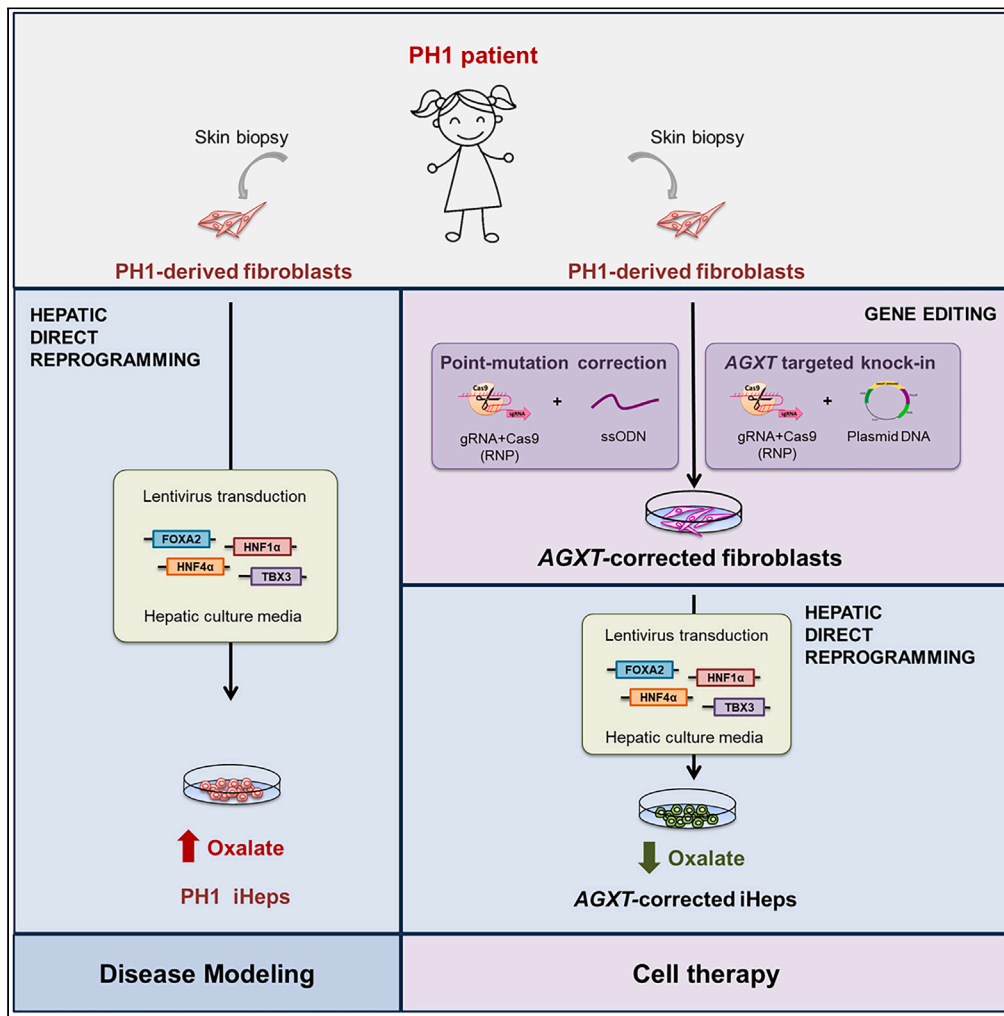 PH1 patient
Skin biopsy
Skin biopsy
PH1-derived fibroblasts
PH1-derived fibroblasts
HEPATIC
DIRECT
REPROGRAMMING
Lentivirus transduction
FOXA2
HNF1α
HNF4α
TBX3
Hepatic culture media
Oxalate
PH1 iHeps
Disease Modeling
GENE EDITING
Point-mutation correction
Cas9
sgRNA
+
gRNA+Cas9
(RNP)
ssODN
AGXT targeted knock-in
Cas9
sgRNA
+
gRNA+Cas9
(RNP)
Plasmid DNA
AGXT-corrected fibroblasts
HEPATIC
DIRECT
REPROGRAMMING
Lentivirus transduction
FOXA2
HNF1α
HNF4α
TBX3
Hepatic culture media
Oxalate
AGXT-corrected iHeps
Cell therapy